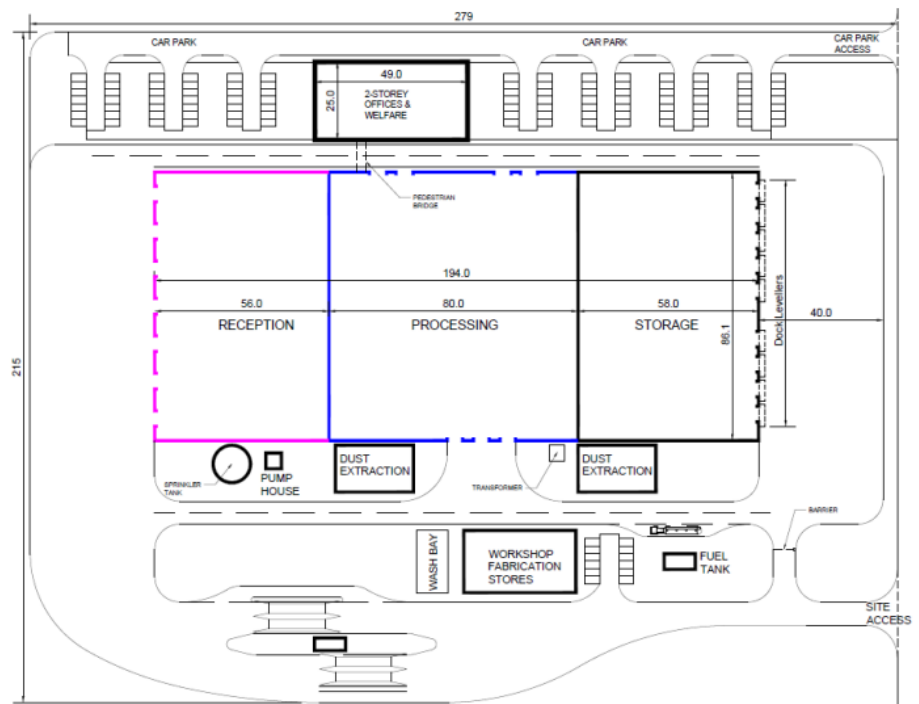 279
CAR PARK
CAR PARK
CAR PARK
ACCESS
49.0
25.0
2-STOREY
OFFICES &
WELFARE
PEDESTRIAN
BRIDGE
194.0
56.0
80.0
58.0
40.0
RECEPTION
PROCESSING
STORAGE
86.1
Dock Levellers
215
SPRINKLER
TANK
PUMP
HOUSE
DUST
EXTRACTION
TRANSFORMER
DUST
EXTRACTION
BARRIER
WASH BAY
WORKSHOP
FABRICATION
STORES
FUEL
TANK
SITE
ACCESS